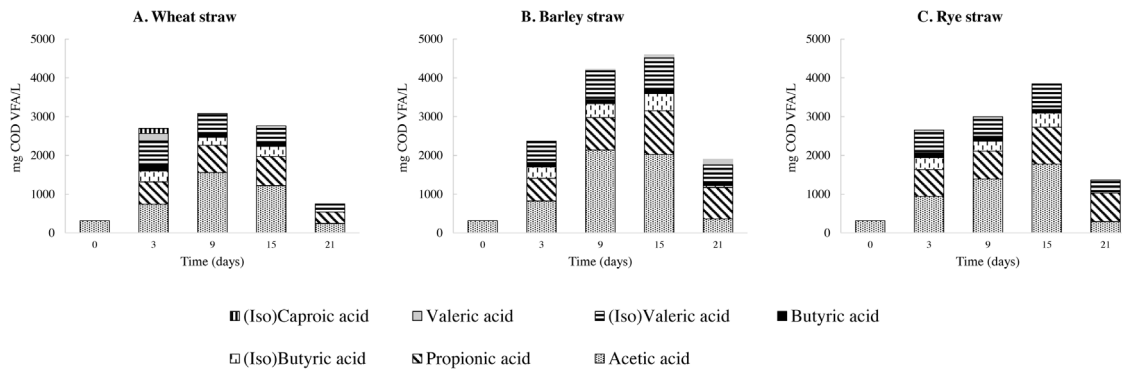 A. Wheat straw
5000
4000
3000
2000
1000
0
mg COD VFA/L
0 3 9 15 21
Time (days)
B. Barley straw
5000
4000
3000
2000
1000
0
mg COD VFA/L
0 3 9 15 21
Time (days)
C. Rye straw
5000
4000
3000
2000
1000
0
mg COD VFA/L
0 3 9 15 21
Time (days)
(Iso)Caproic acid Valeric acid (Iso)Valeric acid Butyric acid
(Iso)Butyric acid Propionic acid Acetic acid